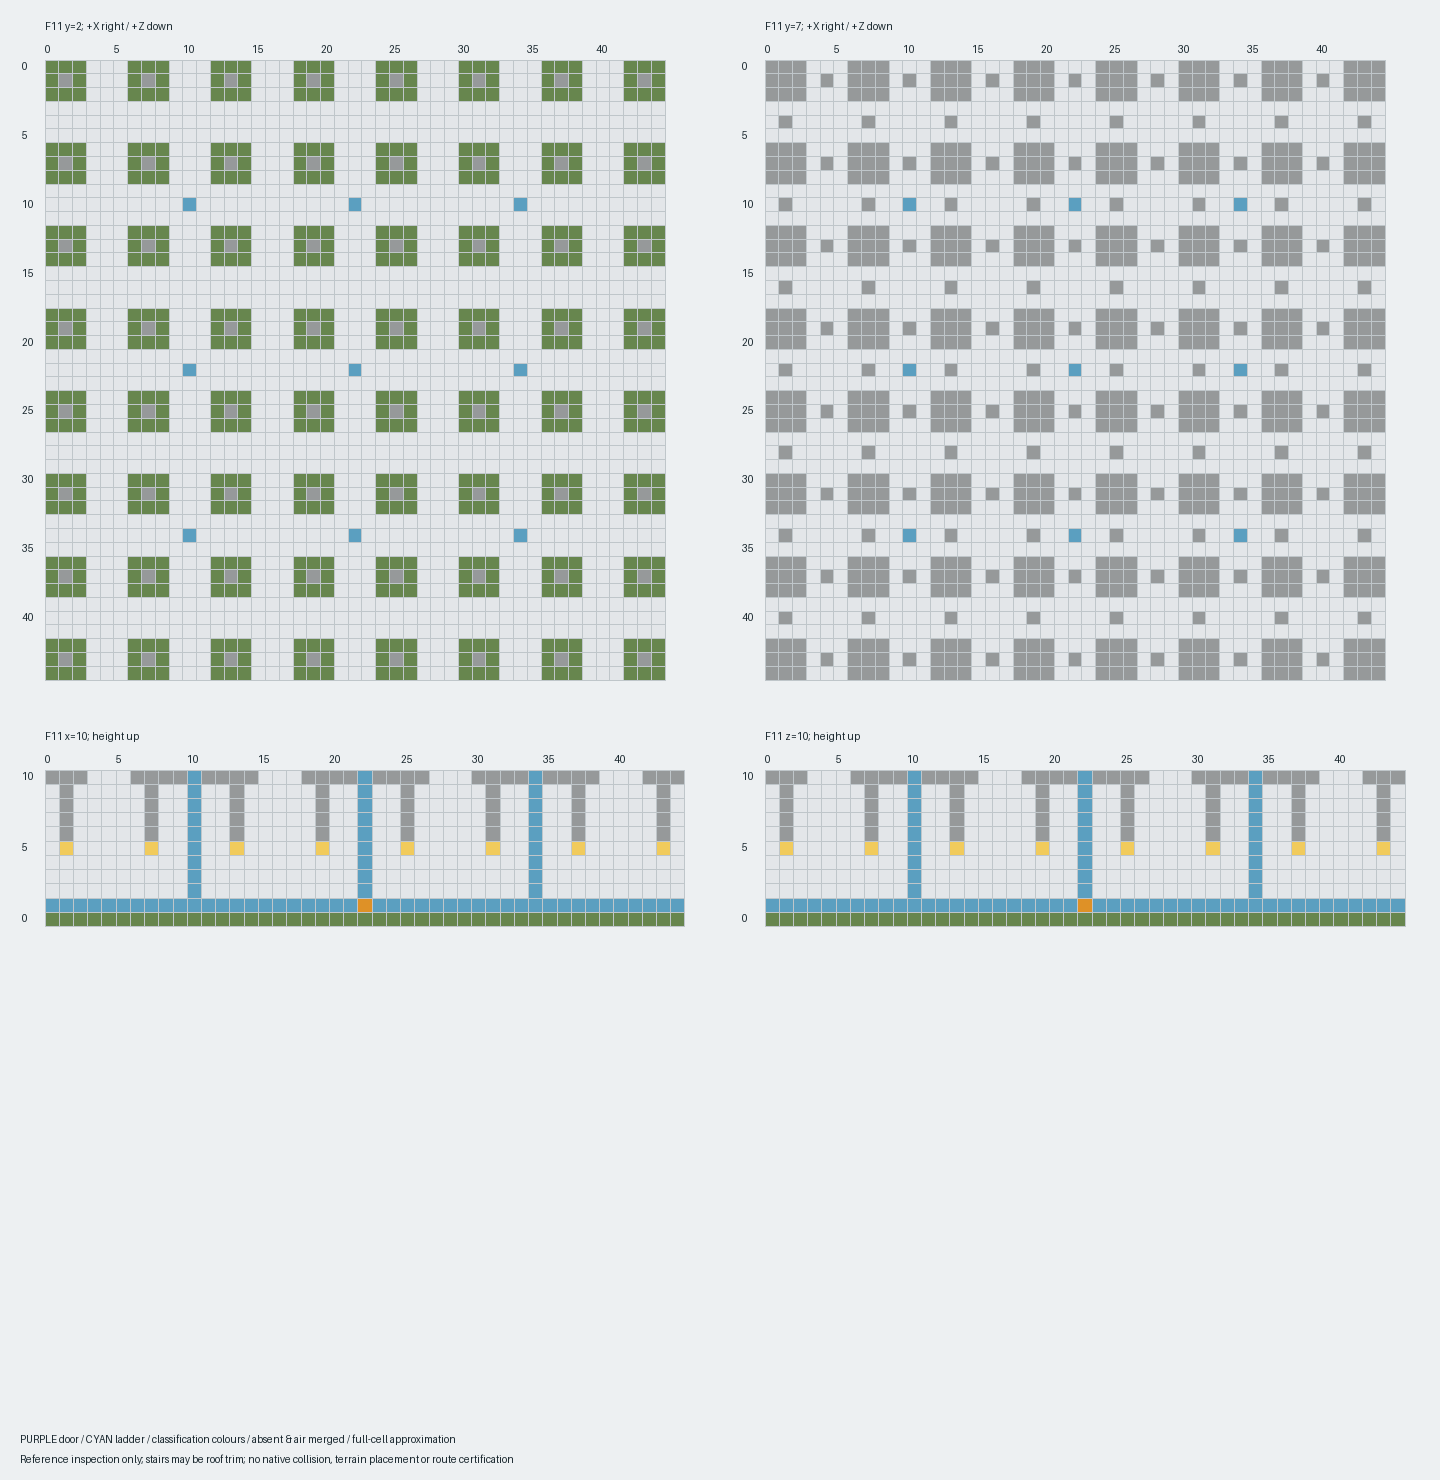 F11 y=2; +X right / +Z down
0 5 10 15 20 25 30 35 40
0
5
10
15
20
25
30
35
40
F11 y=7; +X right / +Z down
0 5 10 15 20 25 30 35 40
0
5
10
15
20
25
30
35
40
F11 x=10; height up
0 5 10 15 20 25 30 35 40
10
5
0
F11 z=10; height up
0 5 10 15 20 25 30 35 40
10
5
0
PURPLE door / CYAN ladder / classification colours / absent & air merged / full-cell approximation
Reference inspection only; stairs may be roof trim; no native collision, terrain placement or route certification